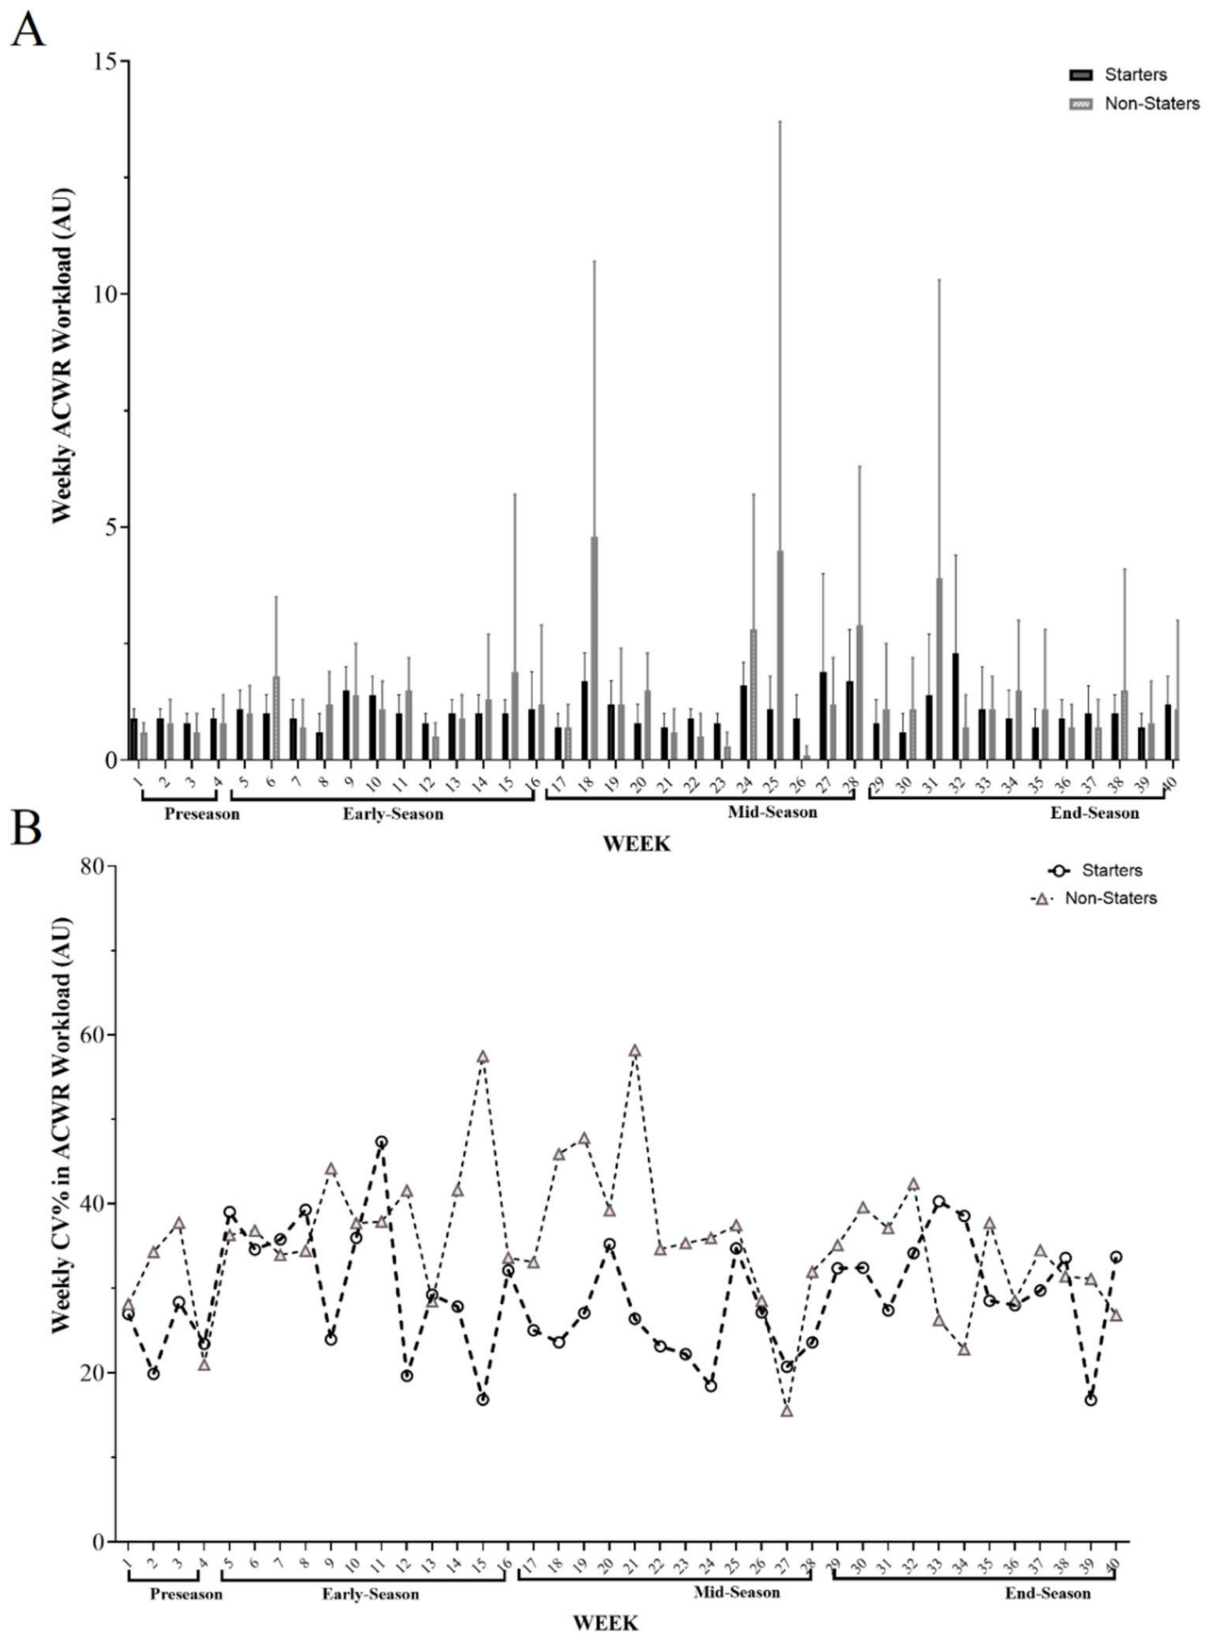 A
15
10
5
0
Weekly ACWR Workload (AU)
Starters
Non-Staters
1 2 3 4 5 6 7 8 9 10 11 12 13 14 15 16 17 18 19 20 21 22 23 24 25 26 27 28 29 30 31 32 33 34 35 36 37 38 39 40
Preseason Early-Season Mid-Season End-Season
WEEK
B
80
60
40
20
0
Weekly CV% in ACWR Workload (AU)
Starters
Non-Staters
1 2 3 4 5 6 7 8 9 10 11 12 13 14 15 16 17 18 19 20 21 22 23 24 25 26 27 28 29 30 31 32 33 34 35 36 37 38 39 40
Preseason Early-Season Mid-Season End-Season
WEEK